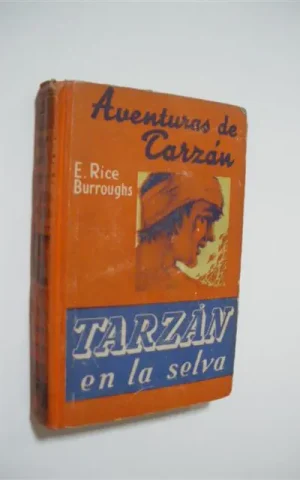 Aventuras de
Tarzán
E. Rice
Burroughs
TARZÁN
en la selva